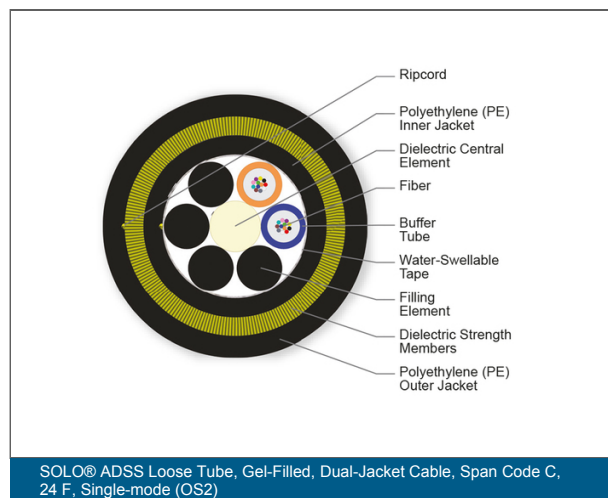 Ripcord
Polyethylene (PE)
Inner Jacket
Dielectric Central
Element
Fiber
Buffer
Tube
Water-Swellable
Tape
Filling
Element
Dielectric Strength
Members
Polyethylene (PE)
Outer Jacket
SOLO® ADSS Loose Tube, Gel-Filled, Dual-Jacket Cable, Span Code C,
24 F, Single-mode (OS2)